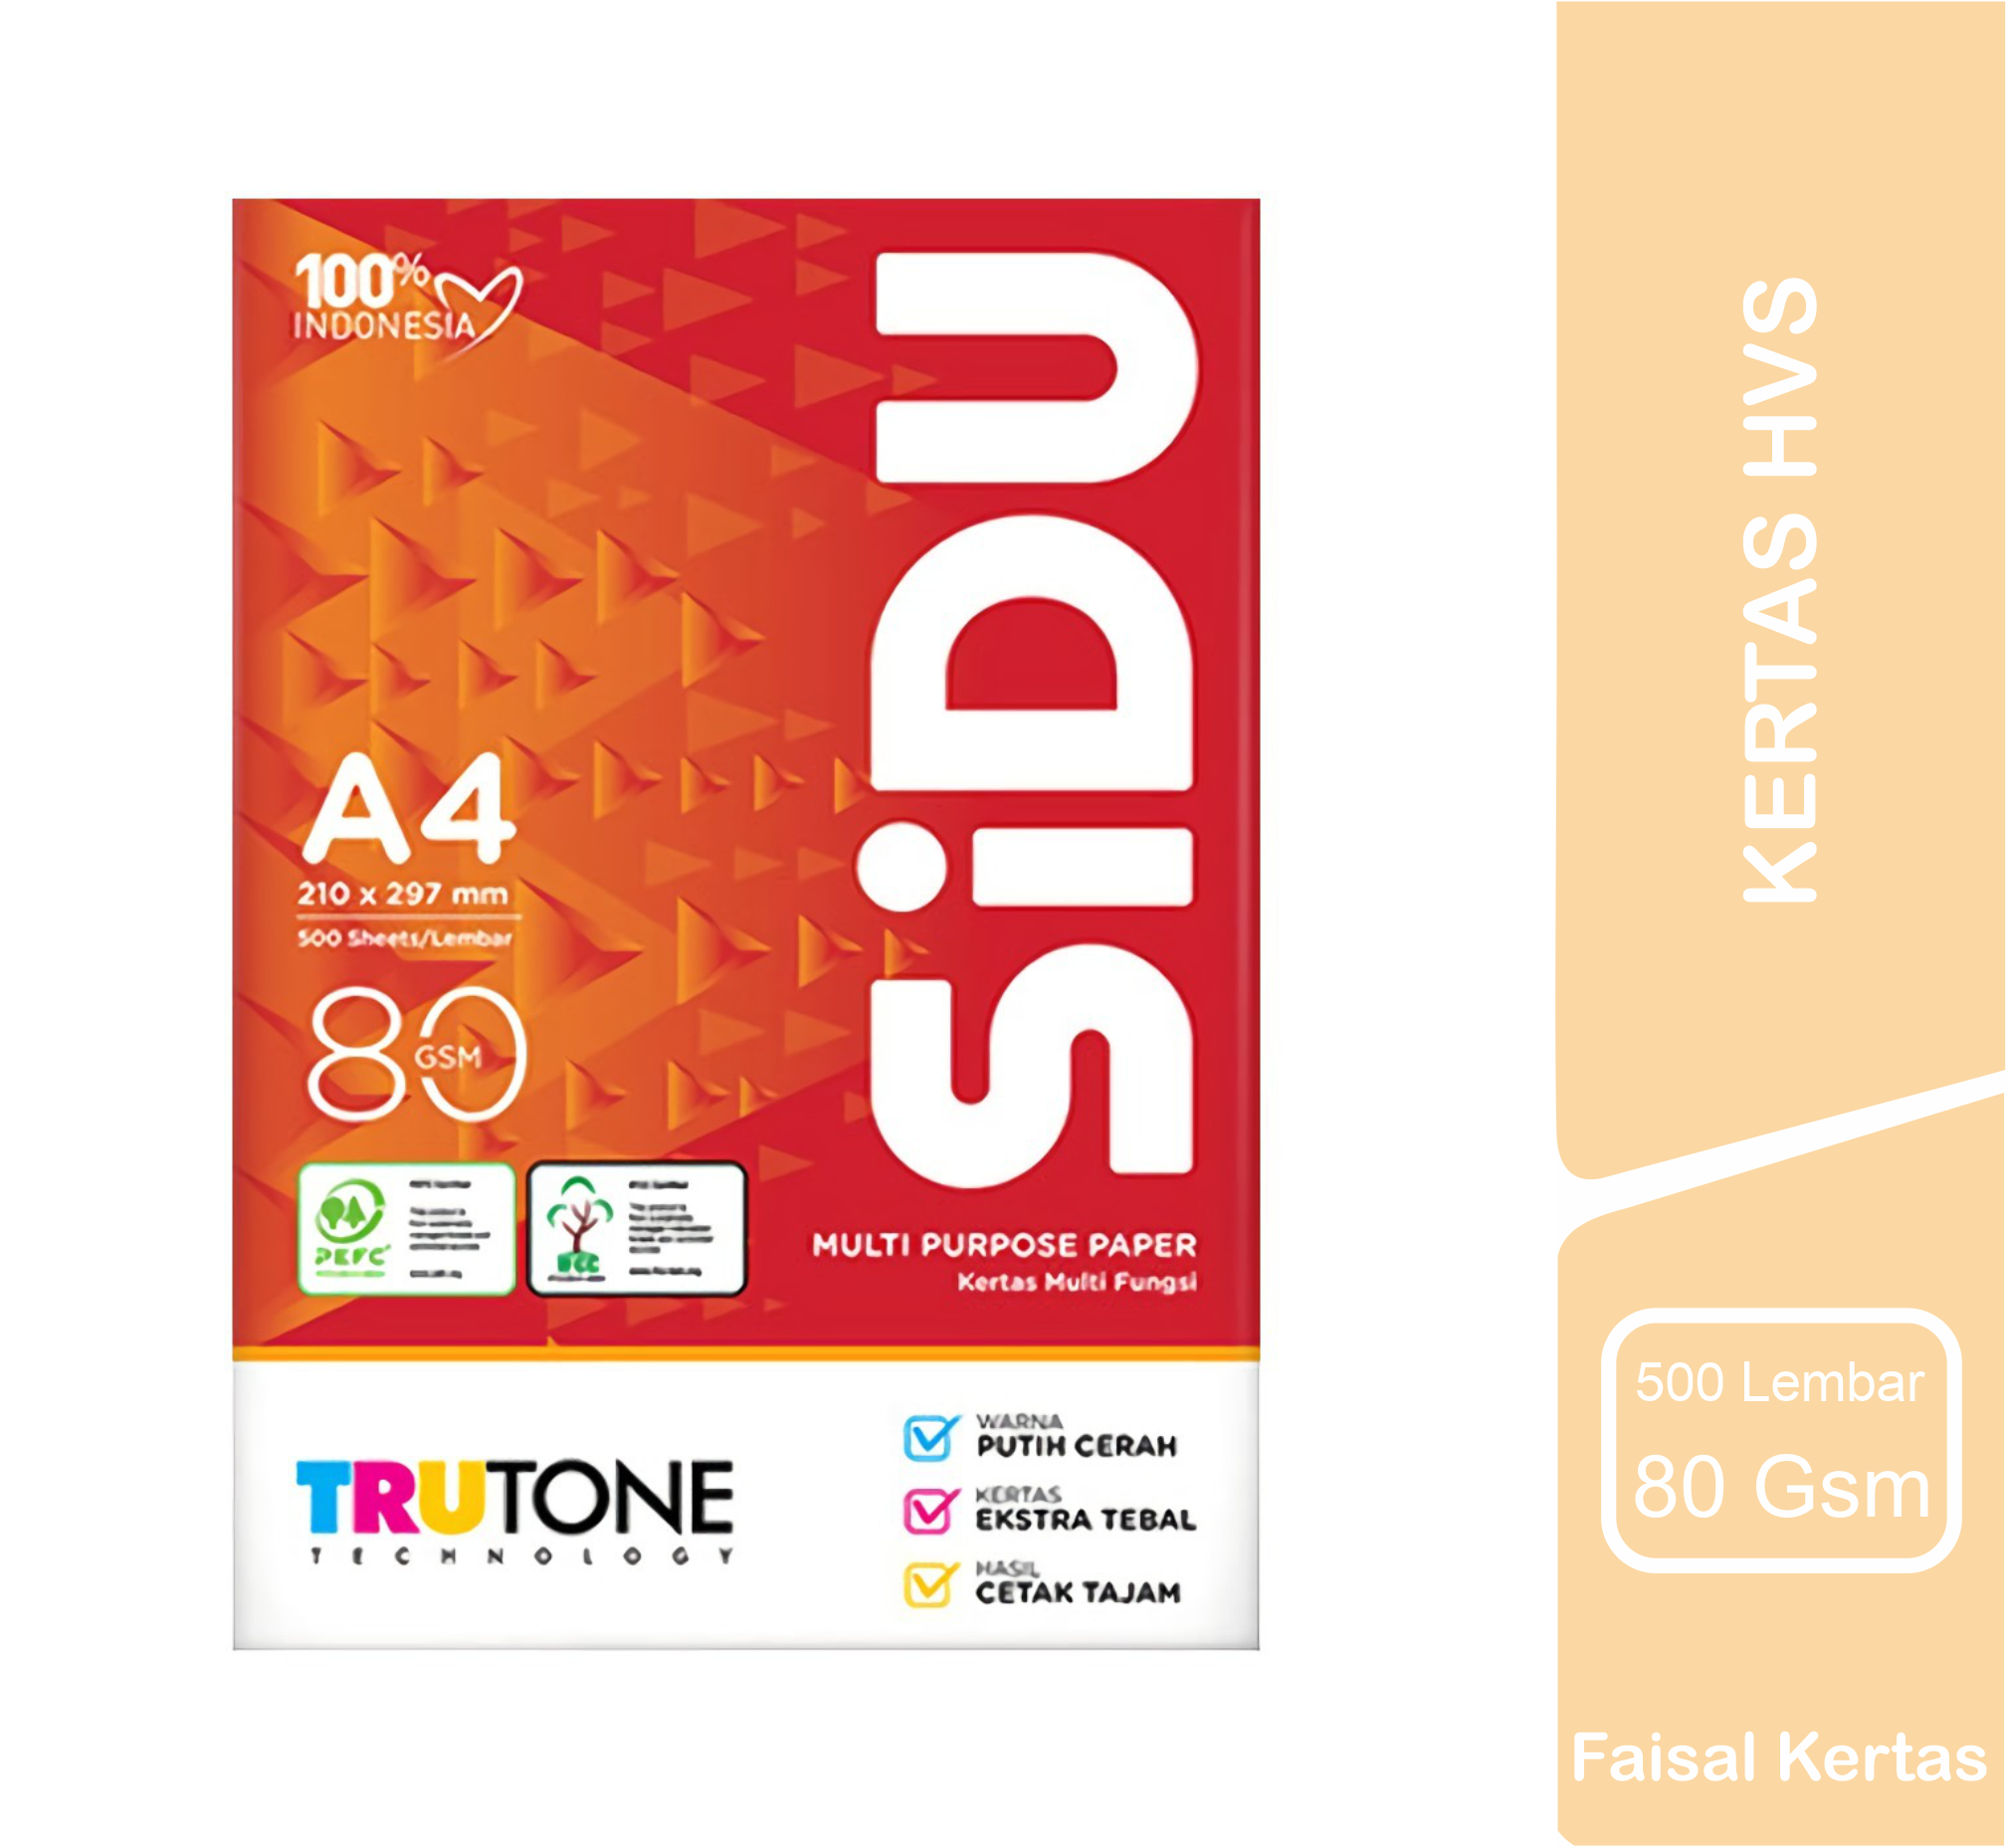 100%
INDONESIA
SiDU
A4
210 x 297 mm
500 Sheets/Lembar
80
GSM
PEFC
MULTI PURPOSE PAPER
Kertas Multi Fungsi
TRUTONE
TECHNOLOGY
WARNA
PUTIH CERAH
KERTAS
EKSTRA TEBAL
HASIL
CETAK TAJAM
KERTAS HVS
500 Lembar
80 Gsm
Faisal Kertas